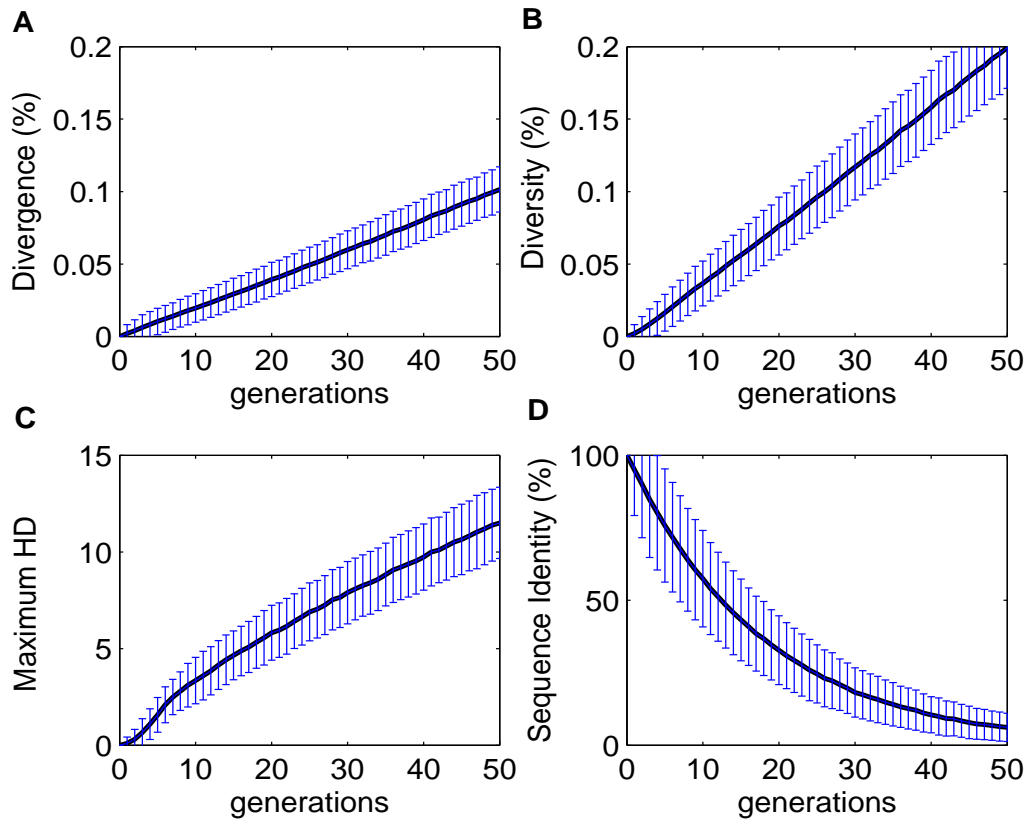 A
Divergence (%)
0.2
0.15
0.1
0.05
0
0 10 20 30 40 50
generations
B
Diversity (%)
0.2
0.15
0.1
0.05
0
0 10 20 30 40 50
generations
C
Maximum HD
15
10
5
0
0 10 20 30 40 50
generations
D
Sequence Identity (%)
100
50
0
0 10 20 30 40 50
generations